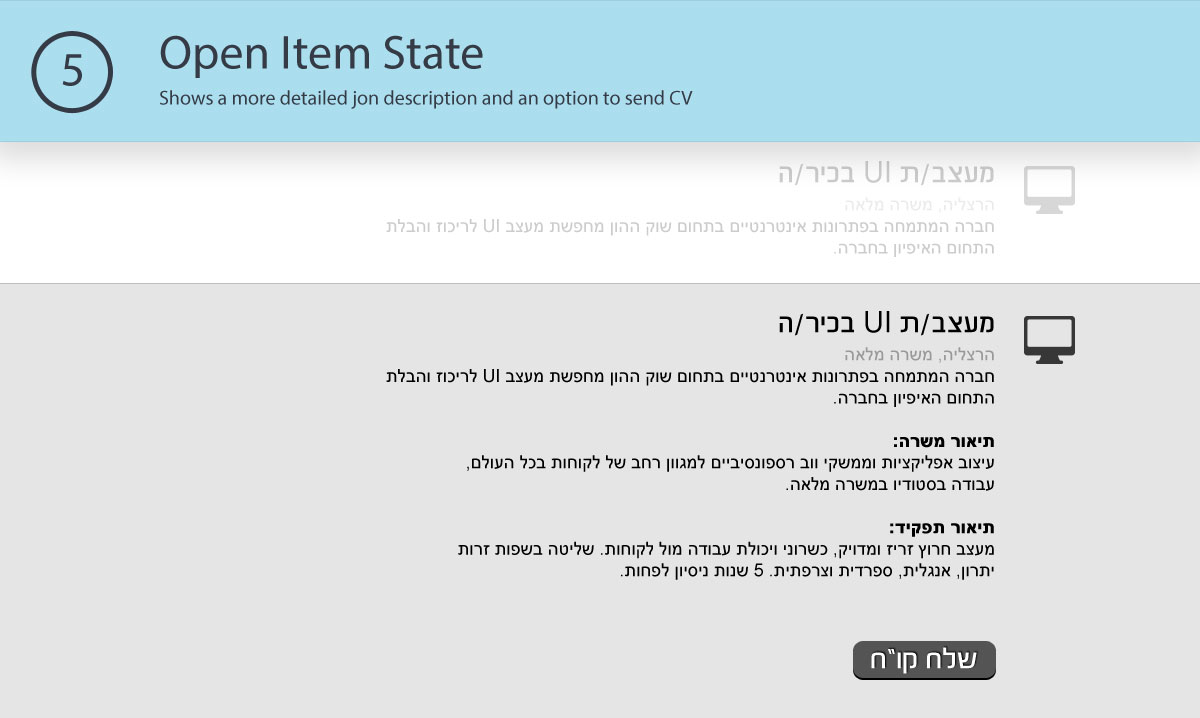 5
Open Item State
Shows a more detailed jon description and an option to send CV
מעצב/ת UI בכיר/ה
הרצליה, משרה מלאה
חברה המתמחה בפתרונות אינטרנטיים בתחום שוק ההון מחפשת מעצב UI לריכוז והבלת
התחום האיפיון בחברה.
מעצב/ת UI בכיר/ה
הרצליה, משרה מלאה
חברה המתמחה בפתרונות אינטרנטיים בתחום שוק ההון מחפשת מעצב UI לריכוז והבלת
התחום האיפיון בחברה.
תיאור משרה:
עיצוב אפליקציות וממשקי ווב רספונסיביים למגוון רחב של לקוחות בכל העולם,
עבודה בסטודיו במשרה מלאה.
תיאור תפקיד:
מעצב חרוץ זריז ומדויק, כשרוני ויכולת עבודה מול לקוחות. שליטה בשפות זרות
יתרון, אנגלית, ספרדית וצרפתית. 5 שנות ניסיון לפחות.
שלח קו"ח